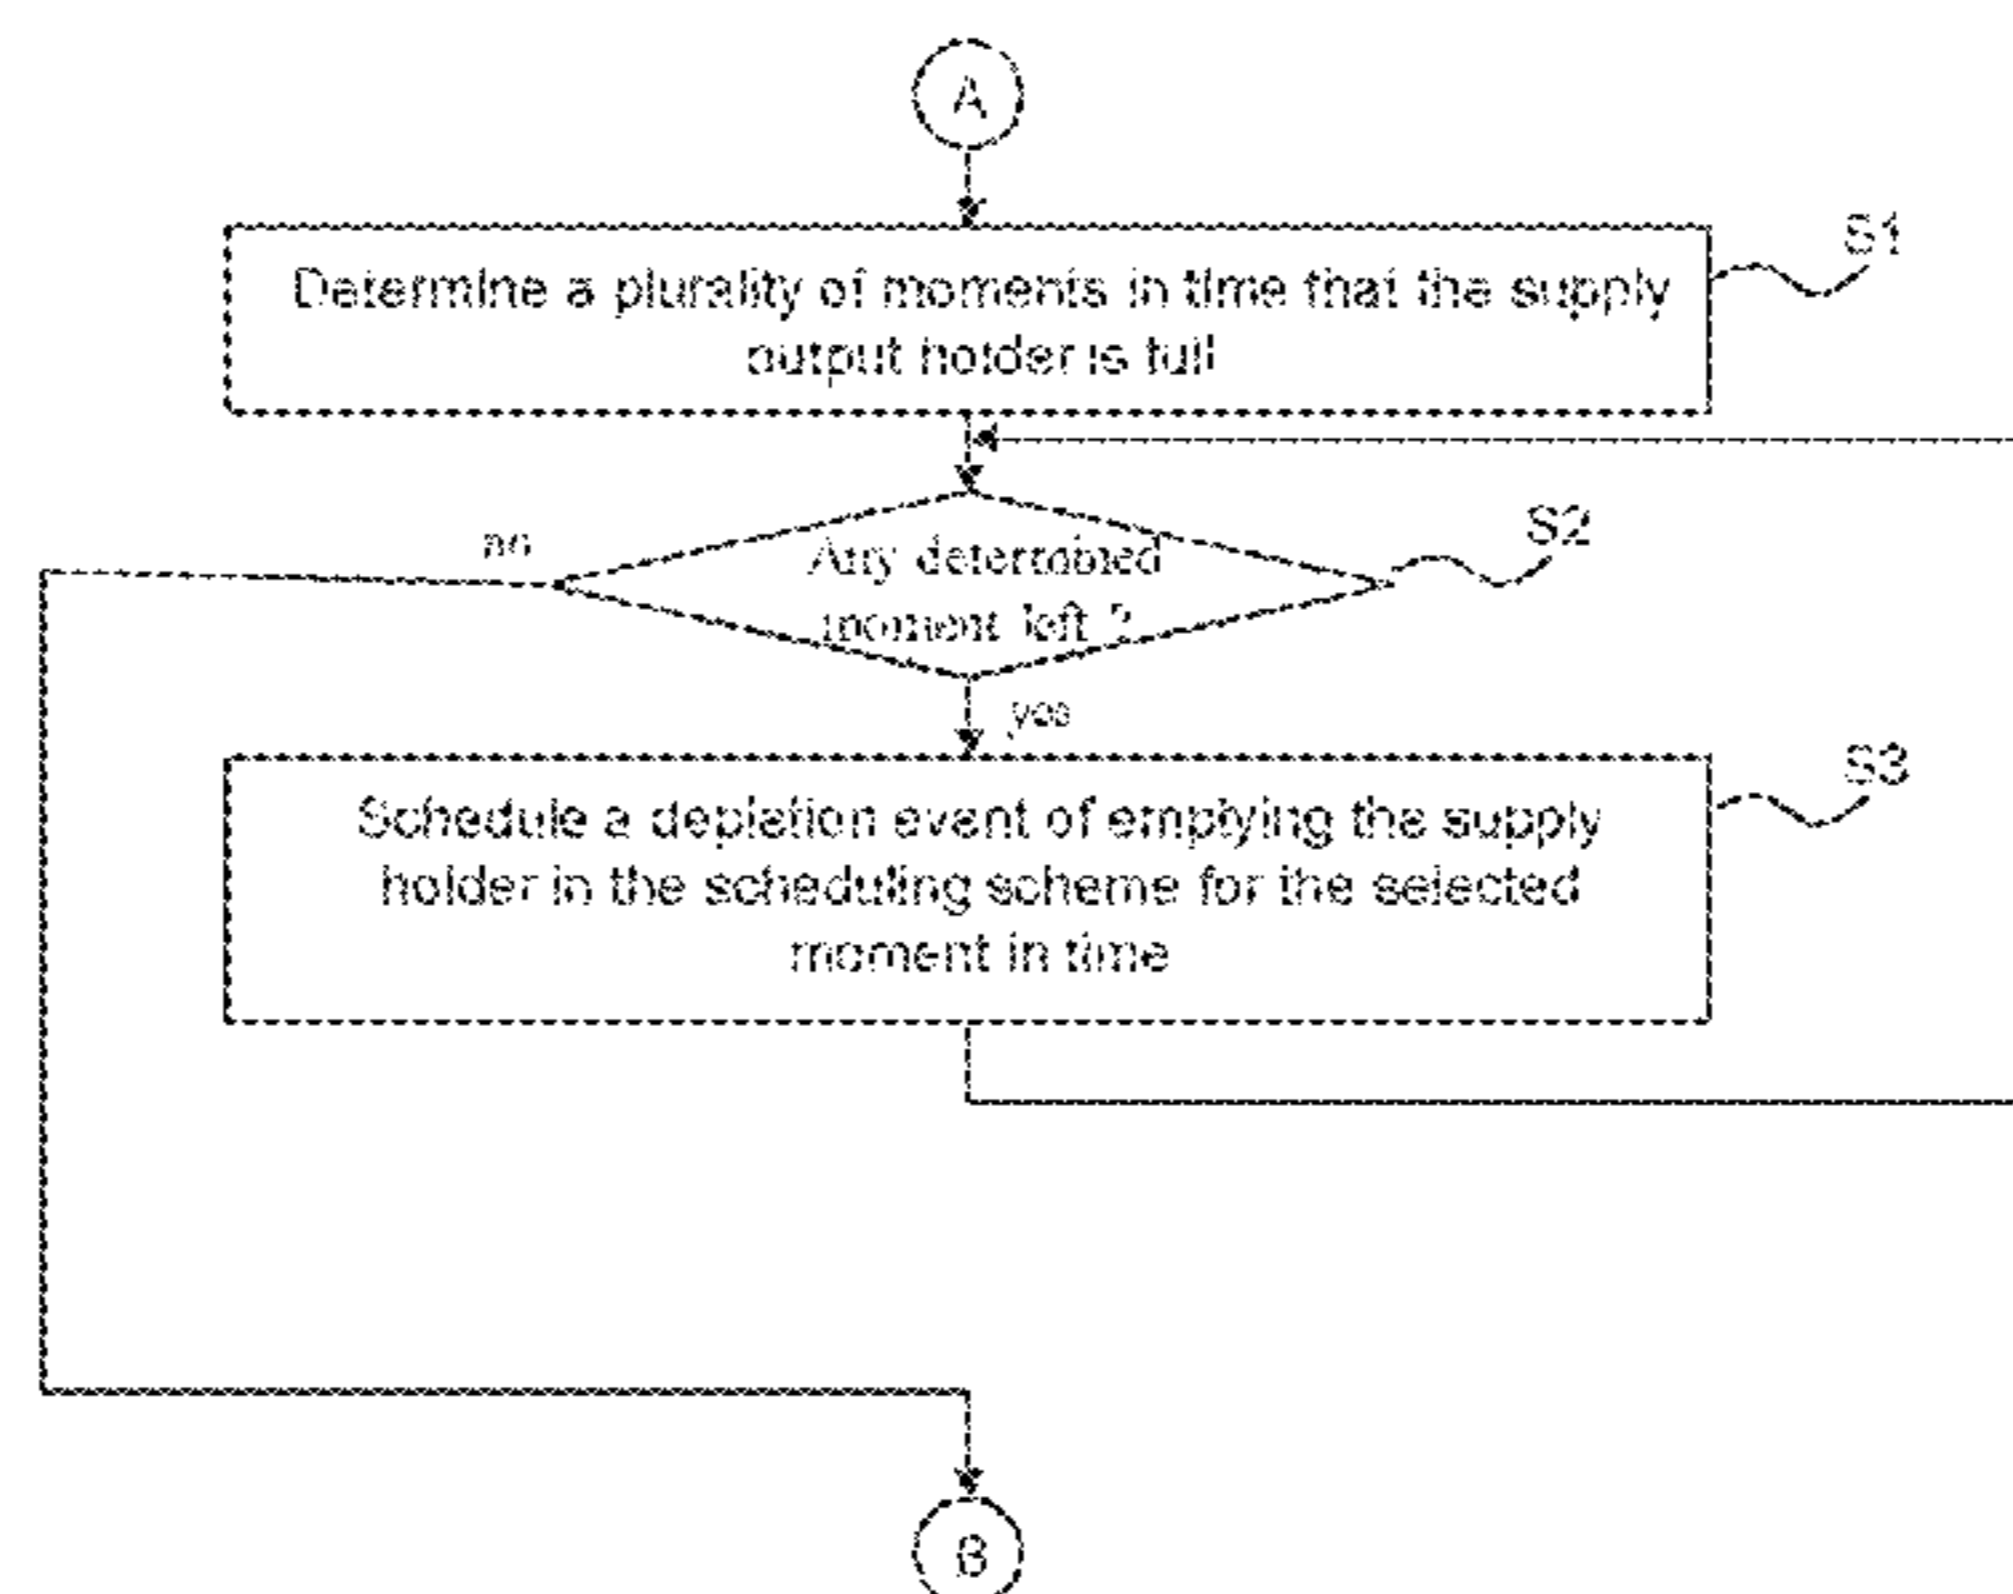 A
Determine a plurality of moments in time that the supply
output holder is full
S1
no
Any determined
moment left ?
S2
yes
Schedule a depletion event of emptying the supply
holder in the scheduling scheme for the selected
moment in time
S3
B